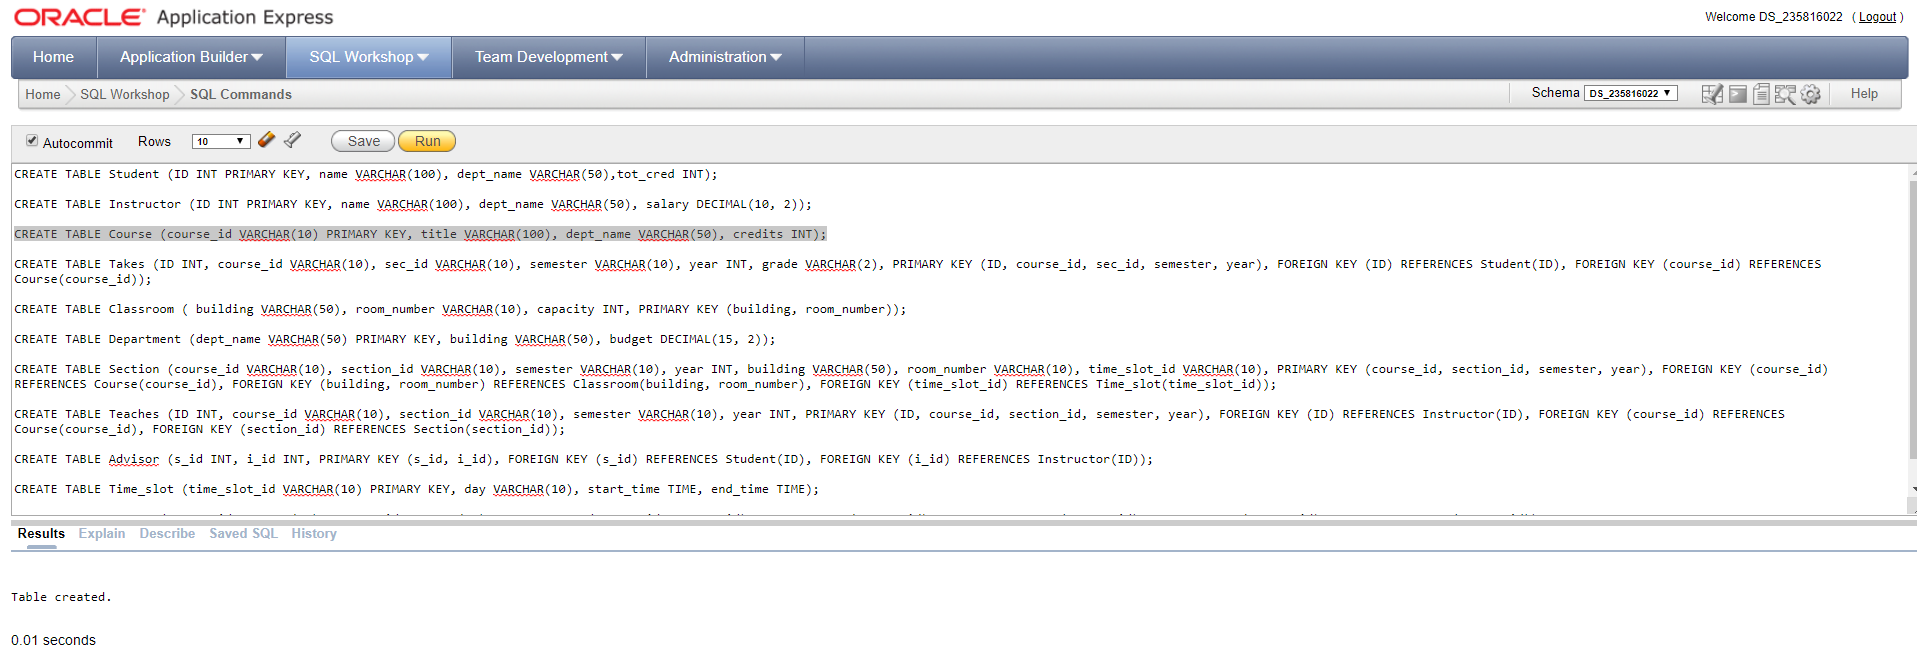 ORACLE Application Express
Welcome DS_235816022 ( Logout )
Home Application Builder SQL Workshop Team Development Administration
Home SQL Workshop SQL Commands Schema DS_235816022 Help
Autocommit Rows 10 Save Run
CREATE TABLE Student (ID INT PRIMARY KEY, name VARCHAR(100), dept_name VARCHAR(50),tot_cred INT);
CREATE TABLE Instructor (ID INT PRIMARY KEY, name VARCHAR(100), dept_name VARCHAR(50), salary DECIMAL(10, 2));
CREATE TABLE Course (course_id VARCHAR(10) PRIMARY KEY, title VARCHAR(100), dept_name VARCHAR(50), credits INT);
CREATE TABLE Takes (ID INT, course_id VARCHAR(10), sec_id VARCHAR(10), semester VARCHAR(10), year INT, grade VARCHAR(2), PRIMARY KEY (ID, course_id, sec_id, semester, year), FOREIGN KEY (ID) REFERENCES Student(ID), FOREIGN KEY (course_id) REFERENCES
Course(course_id));
CREATE TABLE Classroom ( building VARCHAR(50), room_number VARCHAR(10), capacity INT, PRIMARY KEY (building, room_number));
CREATE TABLE Department (dept_name VARCHAR(50) PRIMARY KEY, building VARCHAR(50), budget DECIMAL(15, 2));
CREATE TABLE Section (course_id VARCHAR(10), section_id VARCHAR(10), semester VARCHAR(10), year INT, building VARCHAR(50), room_number VARCHAR(10), time_slot_id VARCHAR(10), PRIMARY KEY (course_id, section_id, semester, year), FOREIGN KEY (course_id)
REFERENCES Course(course_id), FOREIGN KEY (building, room_number) REFERENCES Classroom(building, room_number), FOREIGN KEY (time_slot_id) REFERENCES Time_slot(time_slot_id));
CREATE TABLE Teaches (ID INT, course_id VARCHAR(10), section_id VARCHAR(10), semester VARCHAR(10), year INT, PRIMARY KEY (ID, course_id, section_id, semester, year), FOREIGN KEY (ID) REFERENCES Instructor(ID), FOREIGN KEY (course_id) REFERENCES
Course(course_id), FOREIGN KEY (section_id) REFERENCES Section(section_id));
CREATE TABLE Advisor (s_id INT, i_id INT, PRIMARY KEY (s_id, i_id), FOREIGN KEY (s_id) REFERENCES Student(ID), FOREIGN KEY (i_id) REFERENCES Instructor(ID));
CREATE TABLE Time_slot (time_slot_id VARCHAR(10) PRIMARY KEY, day VARCHAR(10), start_time TIME, end_time TIME);
Results Explain Describe Saved SQL History
Table created.
0.01 seconds